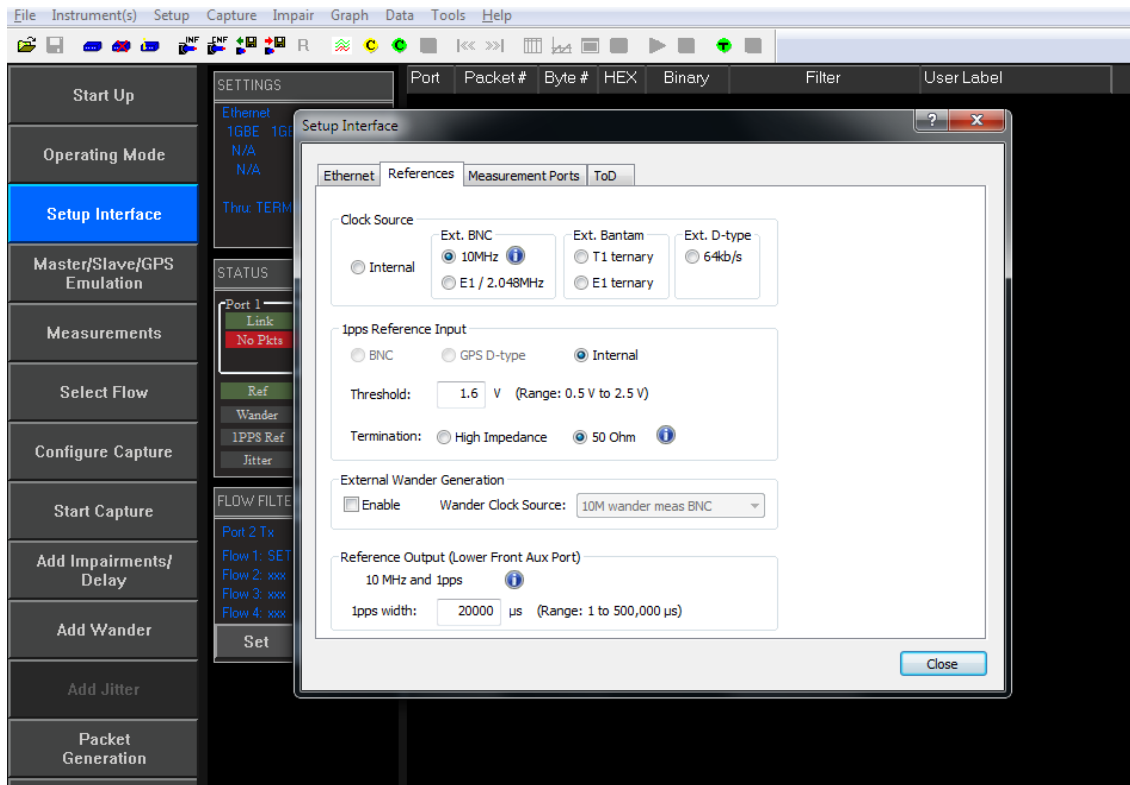 File Instrument(s) Setup Capture Impair Graph Data Tools Help
INF INF R C C T
Start Up
Operating Mode
Setup Interface
Master/Slave/GPS
Emulation
Measurements
Select Flow
Configure Capture
Start Capture
Add Impairments/
Delay
Add Wander
Add Jitter
Packet
Generation
SETTINGS
Ethernet
1GBE
N/A
N/A
Thru: TERM
STATUS
Port 1
Link
No Pkts
Ref
Wander
1PPS Ref
Jitter
FLOW FILTE
Port 2 Tx
Flow 1: SET
Flow 2: xxx
Flow 3: xxx
Flow 4: xxx
Set
Port Packet # Byte # HEX Binary Filter User Label
Setup Interface
Ethernet References Measurement Ports ToD
Clock Source
Ext. BNC Ext. Bantam Ext. D-type
Internal 10MHz T1 ternary 64kb/s
E1 / 2.048MHz E1 ternary
1pps Reference Input
BNC GPS D-type Internal
Threshold: 1.6 V (Range: 0.5 V to 2.5 V)
Termination: High Impedance 50 Ohm
External Wander Generation
Enable Wander Clock Source: 10M wander meas BNC
Reference Output (Lower Front Aux Port)
10 MHz and 1pps
1pps width: 20000 μs (Range: 1 to 500,000 μs)
Close